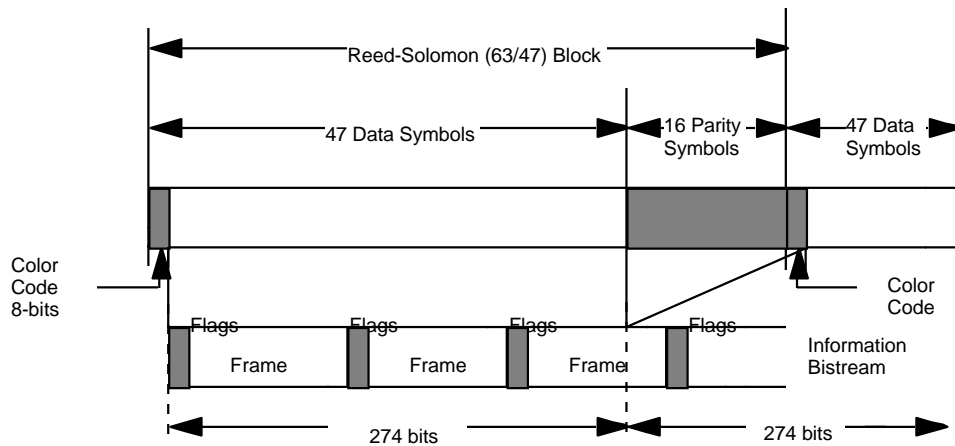 Reed-Solomon (63/47) Block
47 Data Symbols
16 Parity
Symbols
47 Data
Symbols
Color
Code
8-bits
Color
Code
Flags
Flags
Flags
Flags
Frame
Frame
Frame
Information
Bistream
274 bits
274 bits